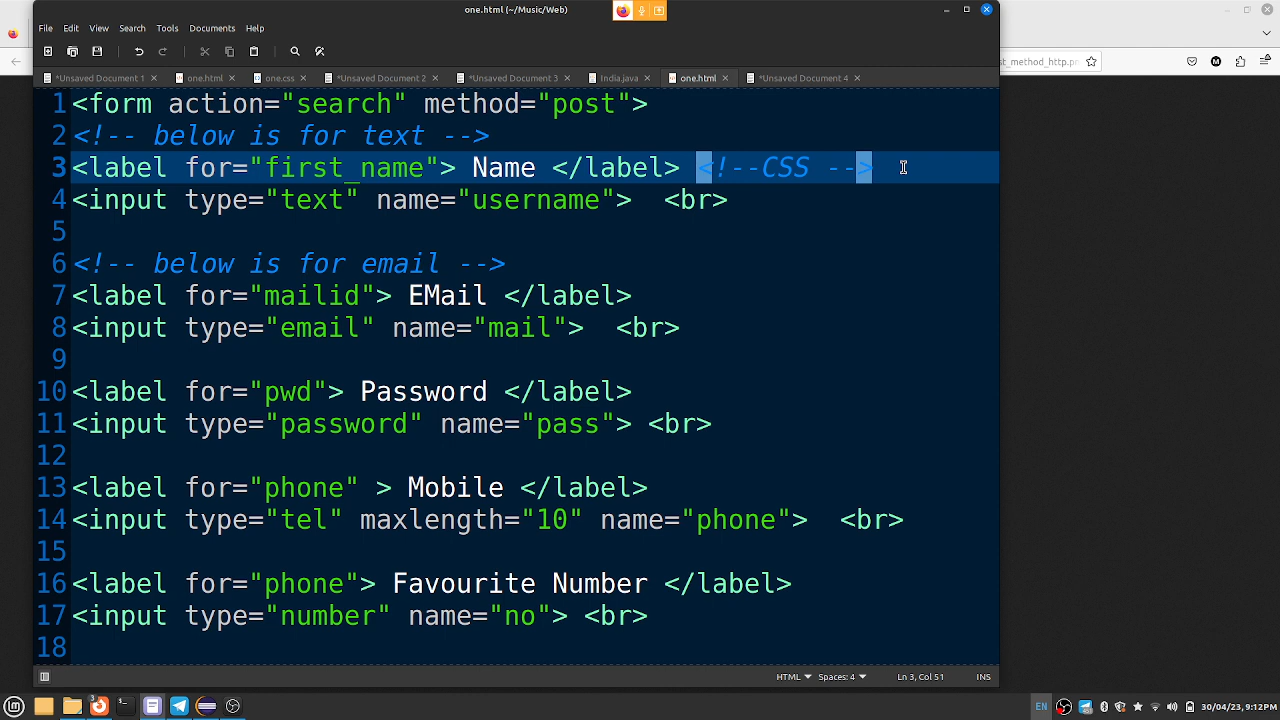 one.html (~/Music/Web)
File Edit View Search Tools Documents Help
*Unsaved Document 1 one.html one.css *Unsaved Document 2 *Unsaved Document 3 India.java one.html *Unsaved Document 4
st_method_http.po
1 <form action="search" method="post">
2 <!-- below is for text -->
3 <label for="first_name"> Name </label> <!--CSS -->
4 <input type="text" name="username">  <br>
5
6 <!-- below is for email -->
7 <label for="mailid"> EMail </label>
8 <input type="email" name="mail">  <br>
9
10 <label for="pwd"> Password </label>
11 <input type="password" name="pass"> <br>
12
13 <label for="phone" > Mobile </label>
14 <input type="tel" maxlength="10" name="phone">  <br>
15
16 <label for="phone"> Favourite Number </label>
17 <input type="number" name="no"> <br>
18
HTML Spaces: 4 Ln 3, Col 51 INS
3 EN 30/04/23, 9:12PM